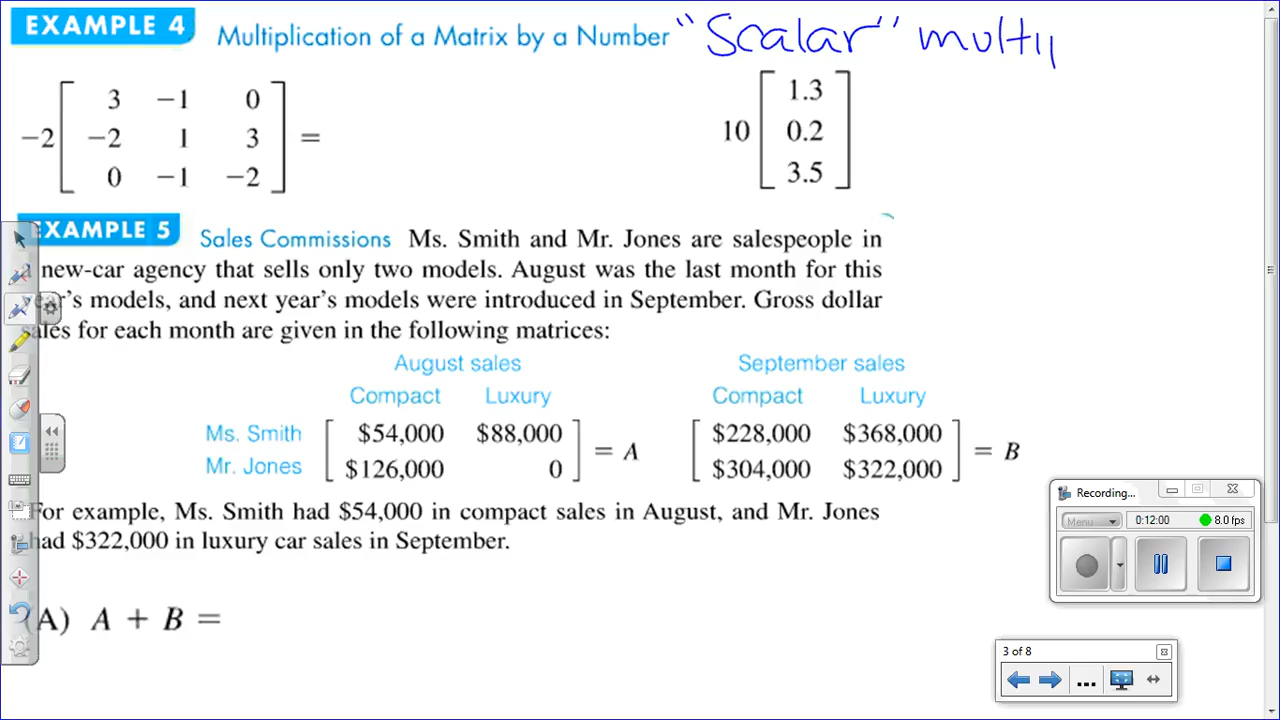 EXAMPLE 4 Multiplication of a Matrix by a Number "Scalar" multip
3 −1 0
−2 −2 1 3 =
0 −1 −2
1.3
10 0.2
3.5
EXAMPLE 5 Sales Commissions Ms. Smith and Mr. Jones are salespeople in
a new-car agency that sells only two models. August was the last month for this
year's models, and next year's models were introduced in September. Gross dollar
sales for each month are given in the following matrices:
August sales September sales
Compact Luxury Compact Luxury
Ms. Smith $54,000 $88,000 $228,000 $368,000
= A = B
Mr. Jones $126,000 0 $304,000 $322,000
For example, Ms. Smith had $54,000 in compact sales in August, and Mr. Jones
had $322,000 in luxury car sales in September.
(A) A + B =
Recording...
Menu 0:12:00 8.0 fps
3 of 8
...